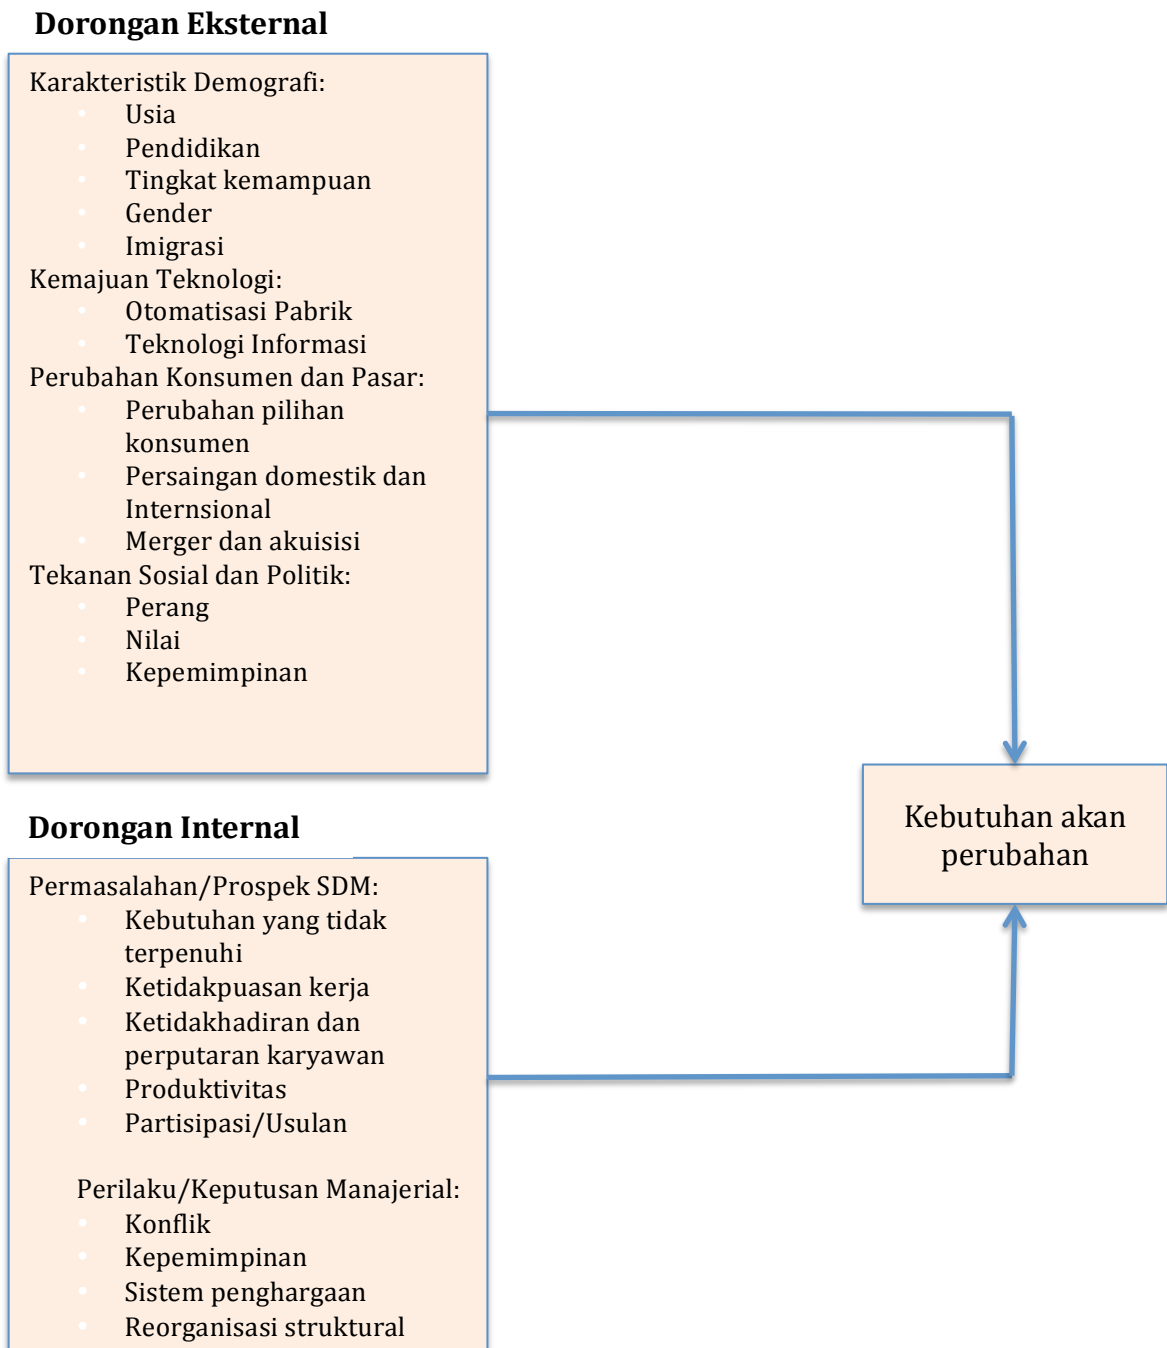 Dorongan Eksternal
Karakteristik Demografi:
Usia
Pendidikan
Tingkat kemampuan
Gender
Imigrasi
Kemajuan Teknologi:
Otomatisasi Pabrik
Teknologi Informasi
Perubahan Konsumen dan Pasar:
Perubahan pilihan
konsumen
Persaingan domestik dan
Internsional
Merger dan akuisisi
Tekanan Sosial dan Politik:
Perang
Nilai
Kepemimpinan
Kebutuhan akan
perubahan
Dorongan Internal
Permasalahan/Prospek SDM:
Kebutuhan yang tidak
terpenuhi
Ketidakpuasan kerja
Ketidakhadiran dan
perputaran karyawan
Produktivitas
Partisipasi/Usulan
Perilaku/Keputusan Manajerial:
Konflik
Kepemimpinan
Sistem penghargaan
Reorganisasi struktural